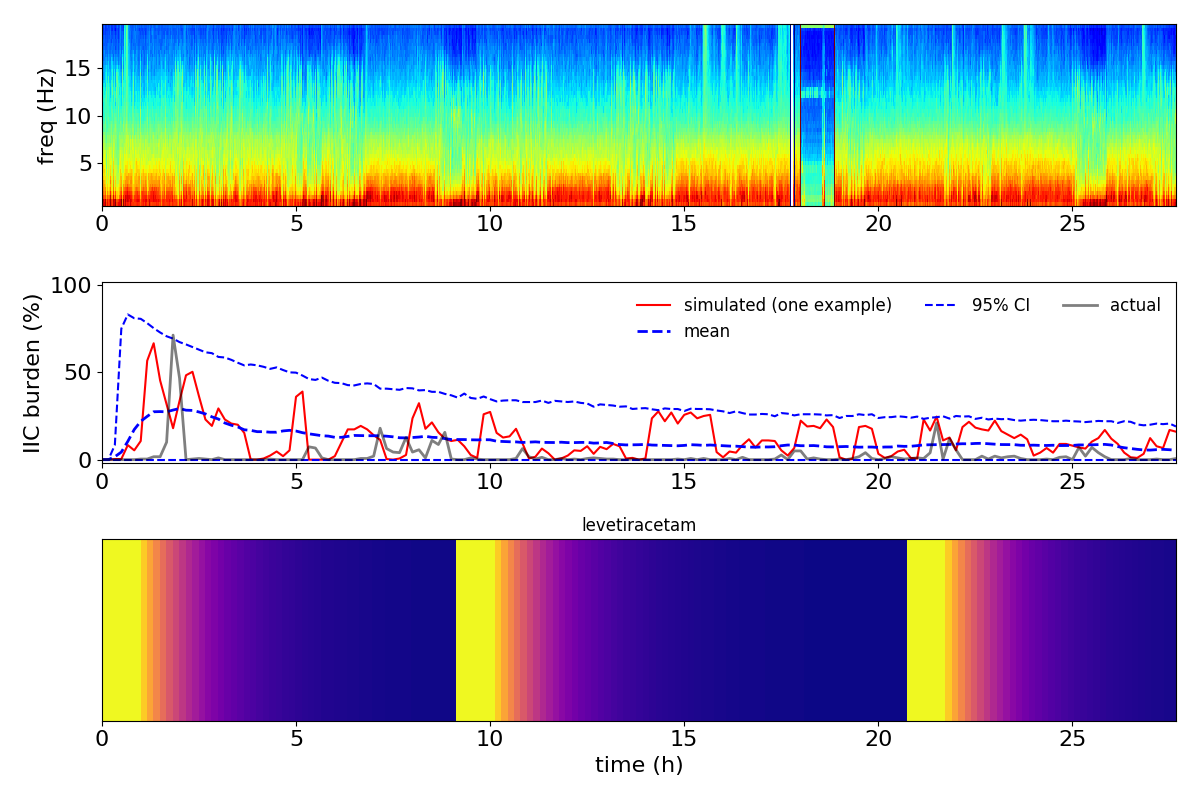 freq (Hz)
15
10
5
0 5 10 15 20 25
IIC burden (%)
100
50
0
simulated (one example) 95% CI actual
mean
0 5 10 15 20 25
levetiracetam
0 5 10 15 20 25
time (h)